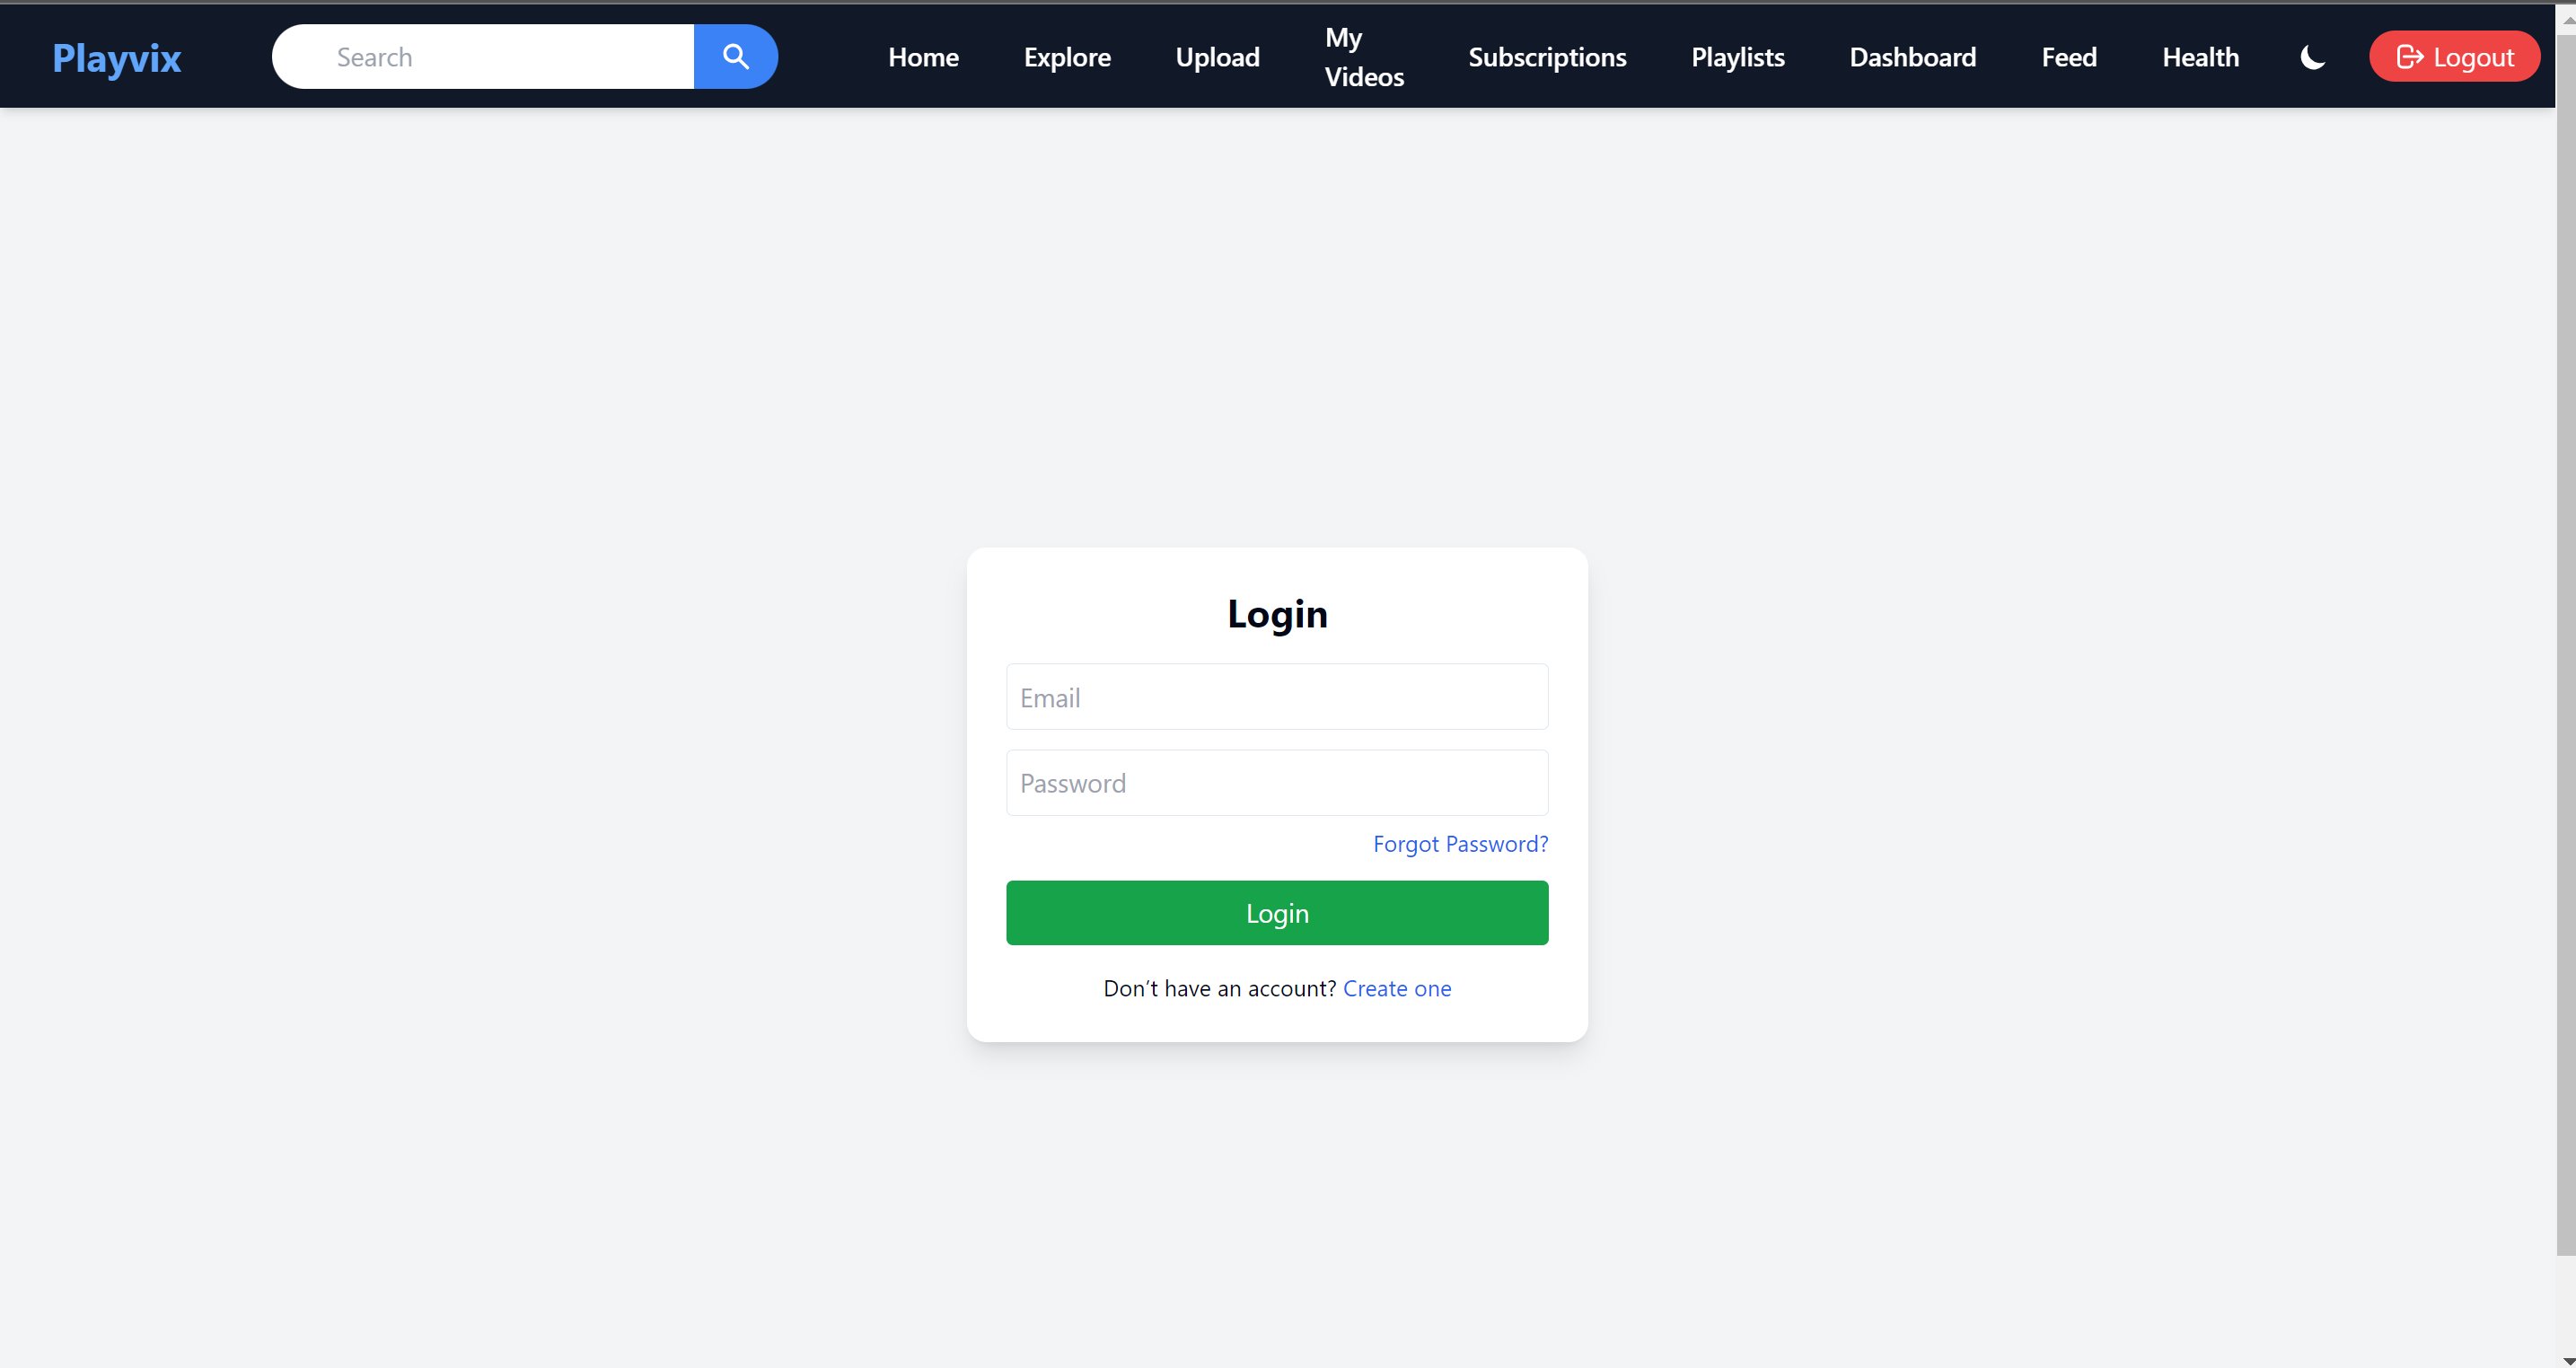 Playvix
Search
Home
Explore
Upload
My
Videos
Subscriptions
Playlists
Dashboard
Feed
Health
Logout
Login
Email
Password
Forgot Password?
Login
Don’t have an account? Create one